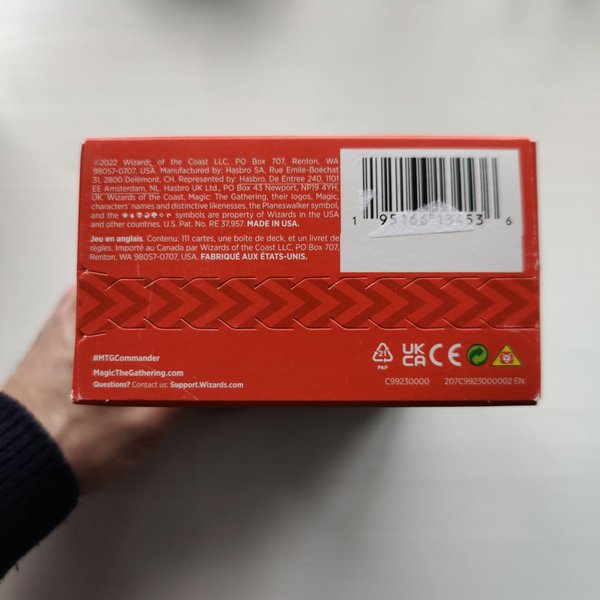 ©2022 Wizards of the Coast LLC, PO Box 707, Renton, WA
98057-0707, USA. Manufactured by: Hasbro SA, Rue Emile-Boéchat
31, 2800 Delémont, CH. Represented by: Hasbro, De Entree 240, 1101
EE Amsterdam, NL. Hasbro UK Ltd., PO Box 43 Newport, NP19 4YH,
UK. Wizards of the Coast, Magic: The Gathering, their logos, Magic,
characters' names and distinctive likenesses, the Planeswalker symbol,
and the symbols are property of Wizards in the USA
and other countries. U.S. Pat. No. RE 37,957. MADE IN USA.
Jeu en anglais. Contenu: 111 cartes, une boîte de deck, et un livret de
règles. Importé au Canada par Wizards of the Coast LLC, PO Box 707,
Renton, WA 98057-0707, USA. FABRIQUÉ AUX ÉTATS-UNIS.
1 95166 13453 6
#MTGCommander
MagicTheGathering.com
Questions? Contact us: Support.Wizards.com
21
PAP
UK
CA CE
C99230000 207C9923000002 EN